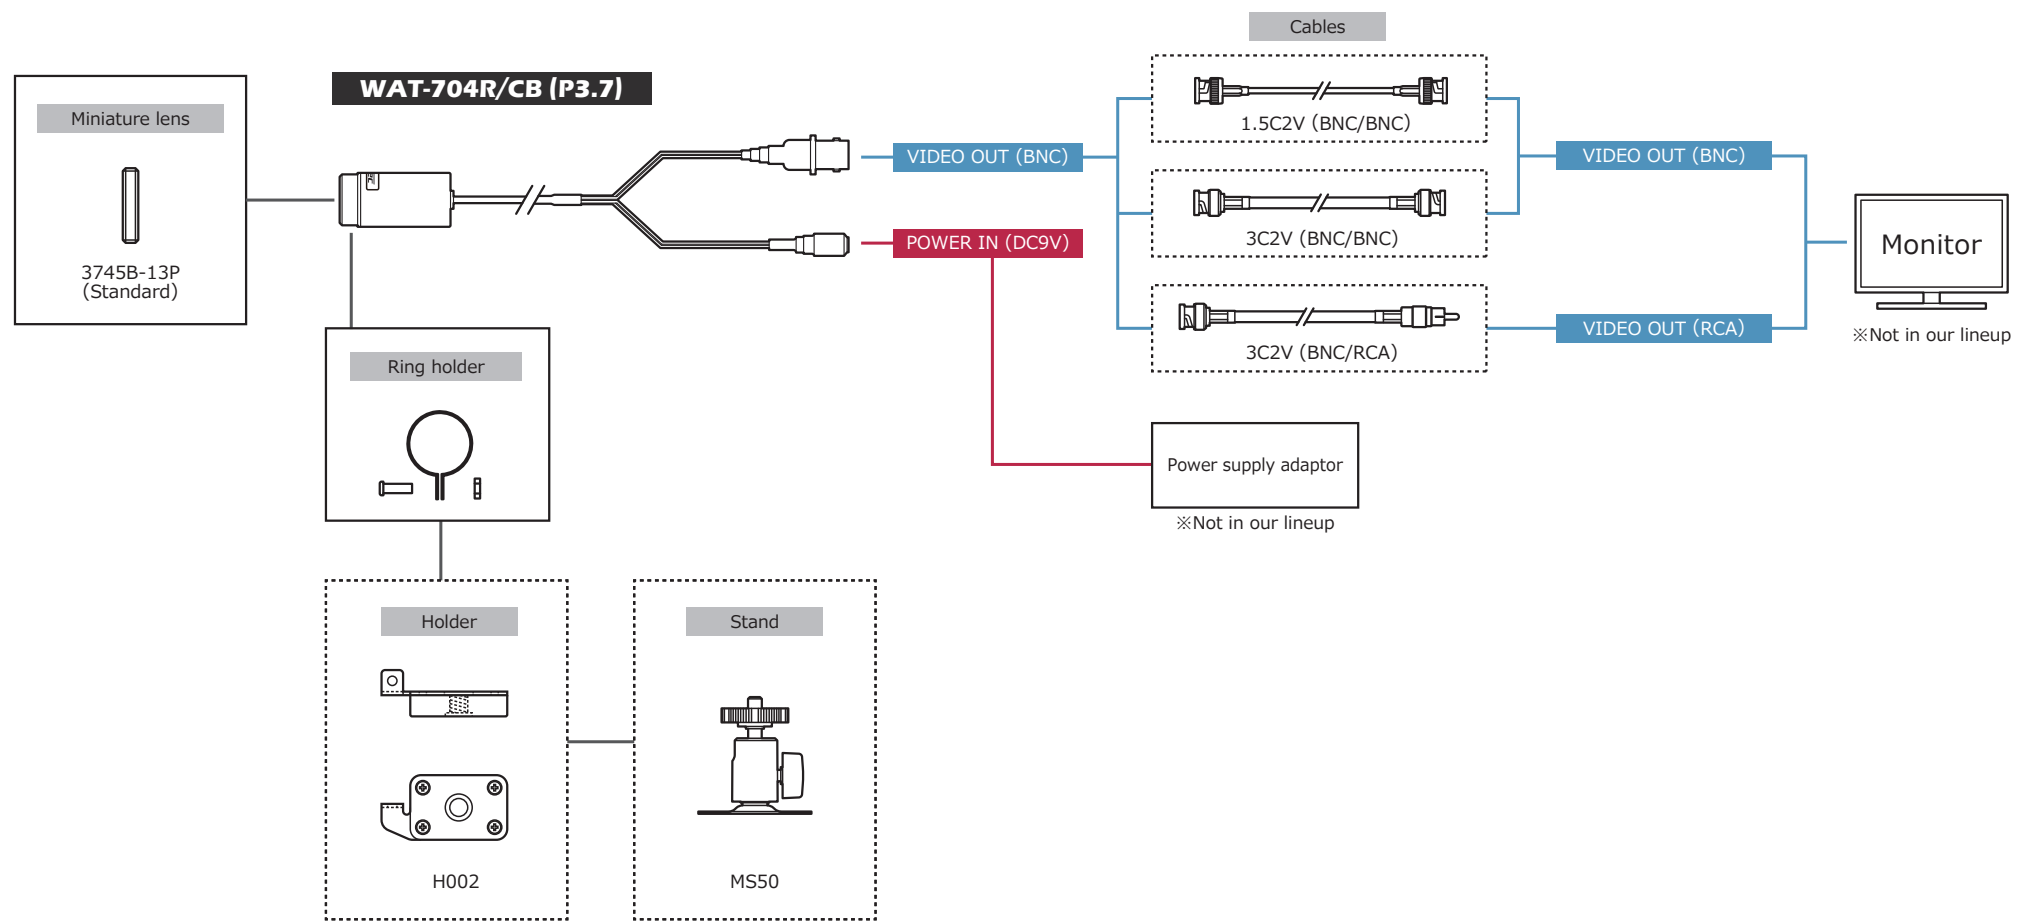 Cables
WAT-704R/CB (P3.7)
Miniature lens
3745B-13P
(Standard)
VIDEO OUT (BNC)
POWER IN (DC9V)
1.5C2V (BNC/BNC)
3C2V (BNC/BNC)
3C2V (BNC/RCA)
VIDEO OUT (BNC)
VIDEO OUT (RCA)
Monitor
※Not in our lineup
Ring holder
Power supply adaptor
※Not in our lineup
Holder
H002
Stand
MS50